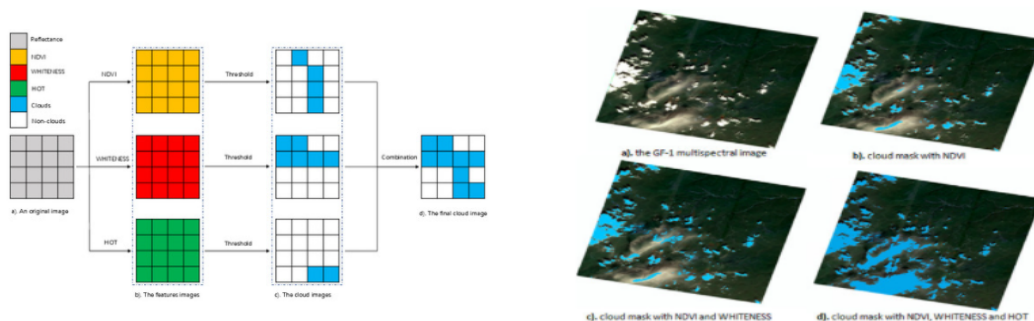 Reflectance
NDVI
WHITENESS
HOT
Clouds
Non-clouds
NDVI
Threshold
WHITENESS
Threshold
Combination
HOT
Threshold
a). An original image
b). The features images
c). The cloud images
d). The final cloud image
a). the GF-1 multispectral image
b). cloud mask with NDVI
c). cloud mask with NDVI and WHITENESS
d). cloud mask with NDVI, WHITENESS and HOT